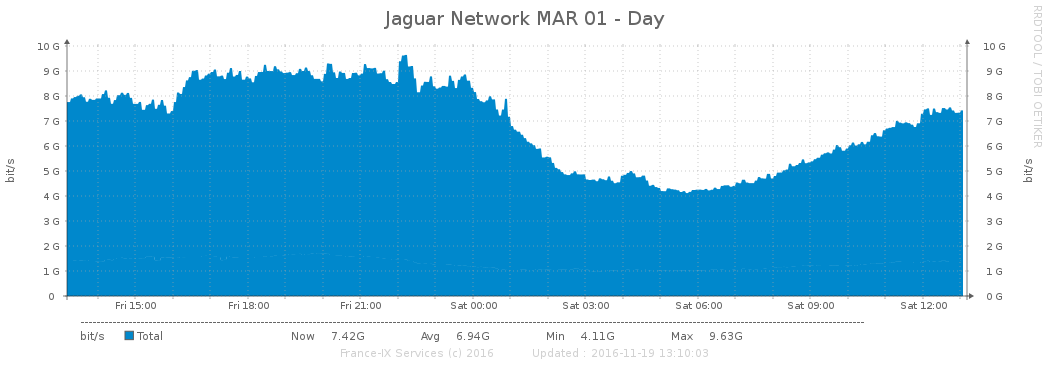 Jaguar Network MAR 01 - Day
RRDTOOL / TOBI OETIKER
bit/s
10 G 10 G
9 G 9 G
8 G 8 G
7 G 7 G
6 G 6 G
5 G 5 G
4 G 4 G
3 G 3 G
2 G 2 G
1 G 1 G
0 0 G
bit/s
Fri 15:00 Fri 18:00 Fri 21:00 Sat 00:00 Sat 03:00 Sat 06:00 Sat 09:00 Sat 12:00
bit/s Total Now 7.42G Avg 6.94G Min 4.11G Max 9.63G
France-IX Services (c) 2016 Updated : 2016-11-19 13:10:03